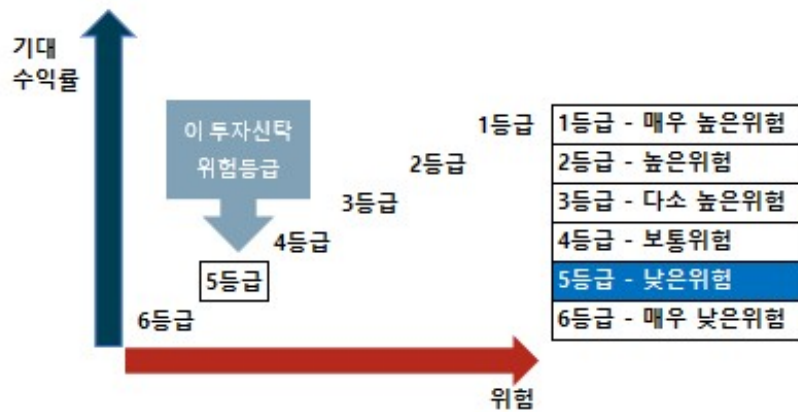 기대
수익률
이 투자신탁
위험등급
1등급
2등급
3등급
4등급
5등급
6등급
위험
1등급 - 매우 높은위험
2등급 - 높은위험
3등급 - 다소 높은위험
4등급 - 보통위험
5등급 - 낮은위험
6등급 - 매우 낮은위험